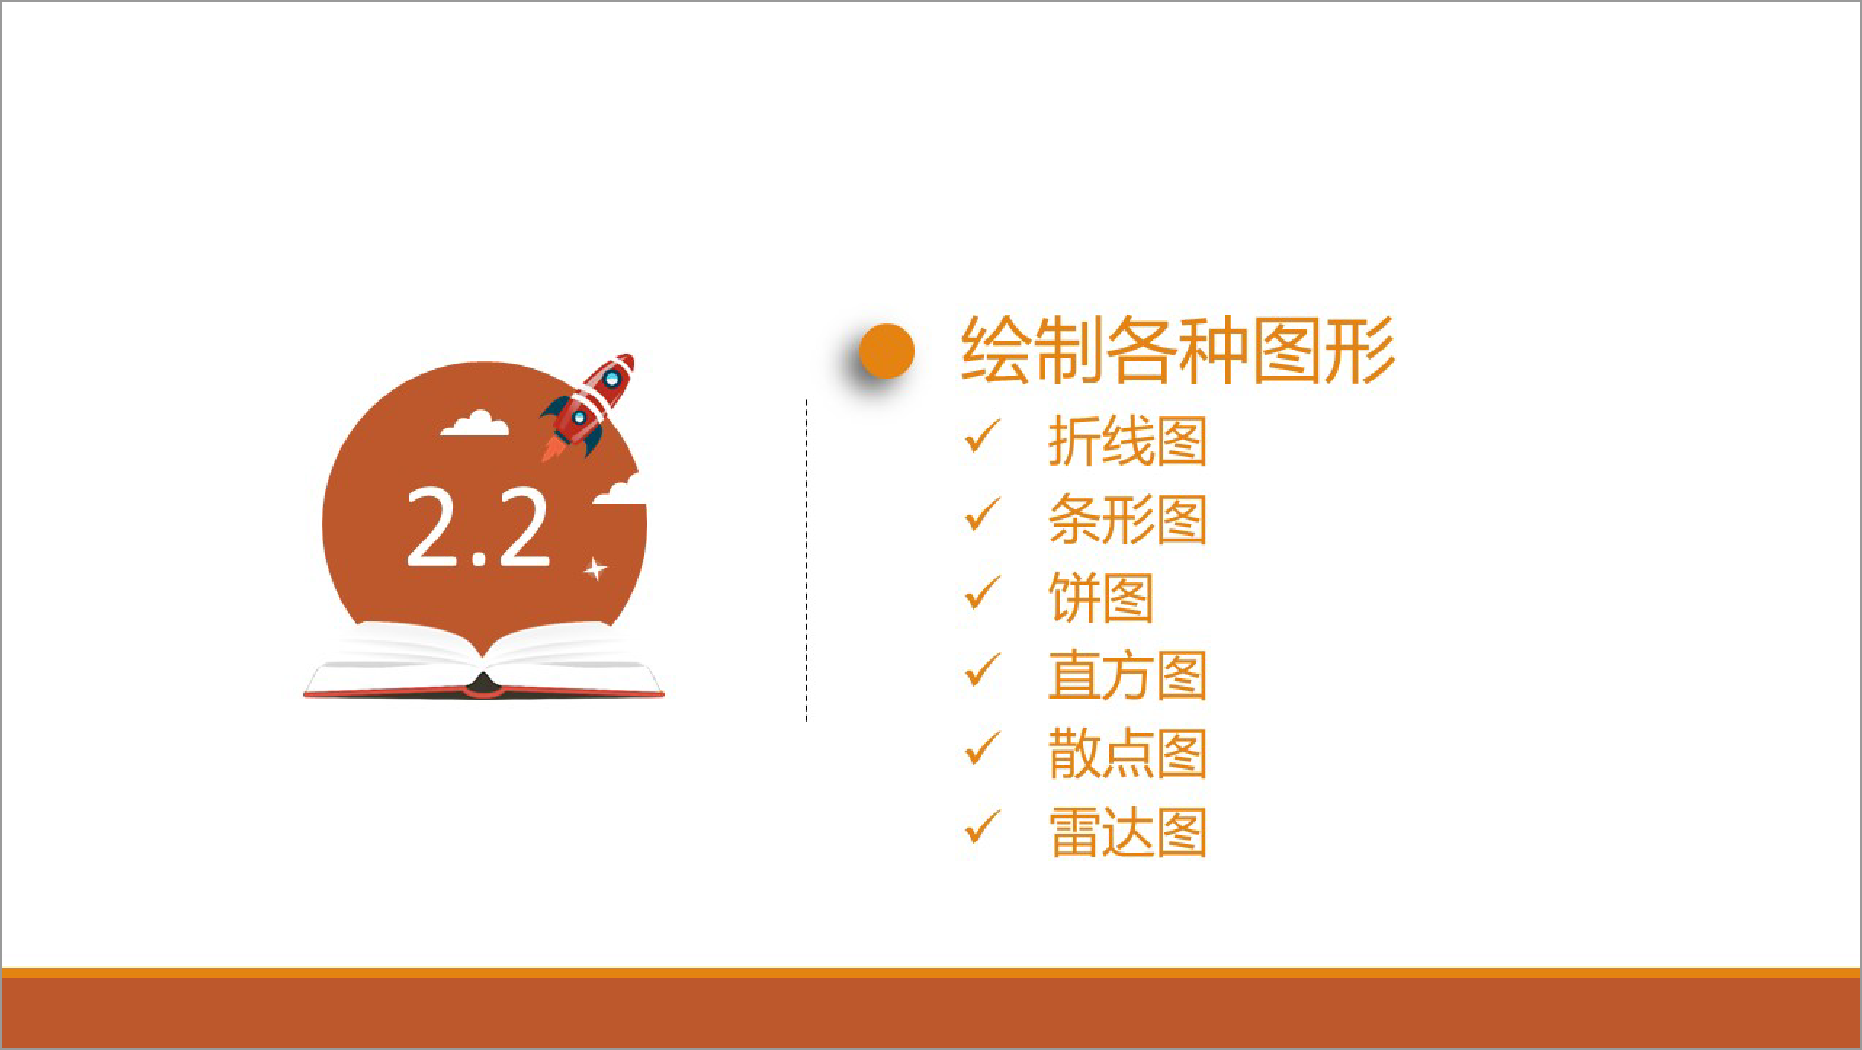 2.2
绘制各种图形
✓ 折线图
✓ 条形图
✓ 饼图
✓ 直方图
✓ 散点图
✓ 雷达图